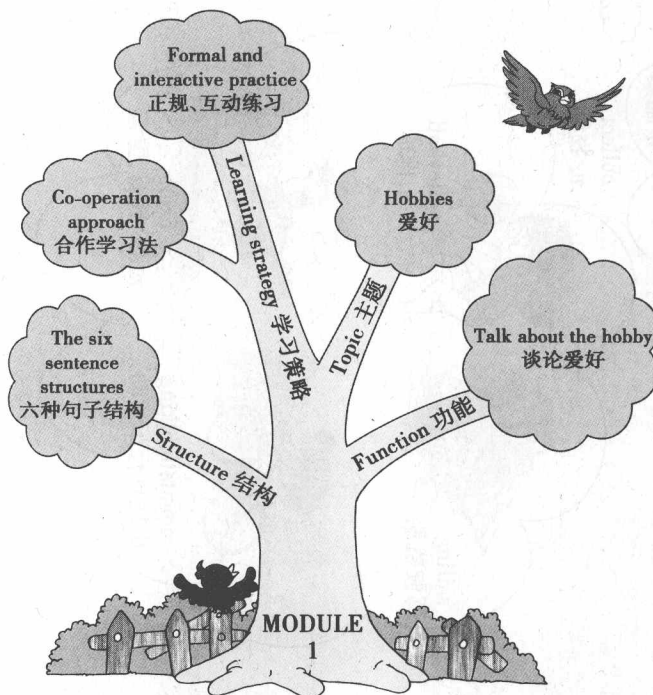 Formal and
interactive practice
正规、互动练习
Co-operation
approach
合作学习法
Learning strategy 学习策略
Hobbies
爱好
Topic 主题
The six
sentence
structures
六种句子结构
Structure 结构
Talk about the hobby
谈论爱好
Function 功能
MODULE
1